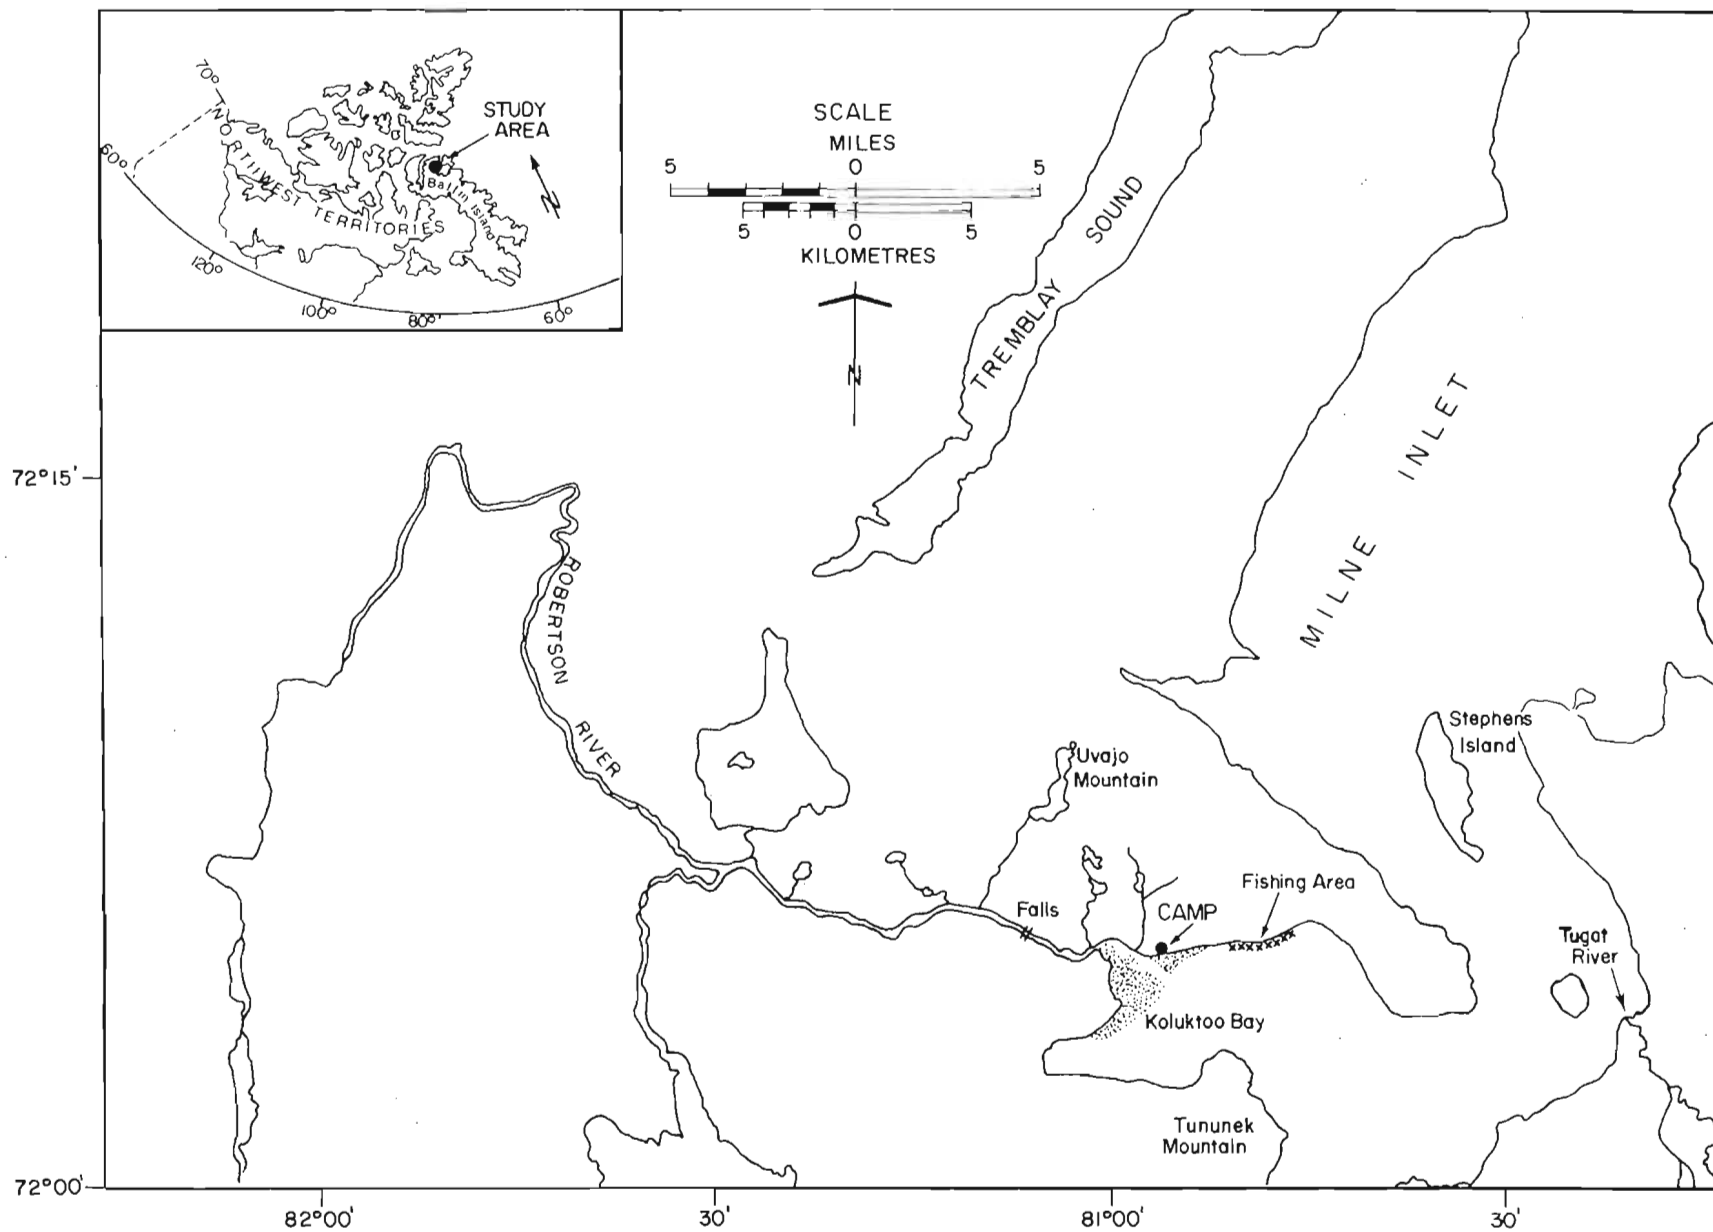 70°
60°
NORTHWEST TERRITORIES
STUDY
AREA
Baffin Island
N
120°
100°
80°
60°
SCALE
MILES
5 0 5
5 0 5
KILOMETRES
N
TREMBLAY SOUND
MILNE INLET
72°15'
ROBERTSON RIVER
Uvajo
Mountain
Stephens
Island
Falls
CAMP
Fishing Area
Tugat
River
Koluktoo Bay
Tununek
Mountain
72°00'
82°00' 30' 81°00' 30'